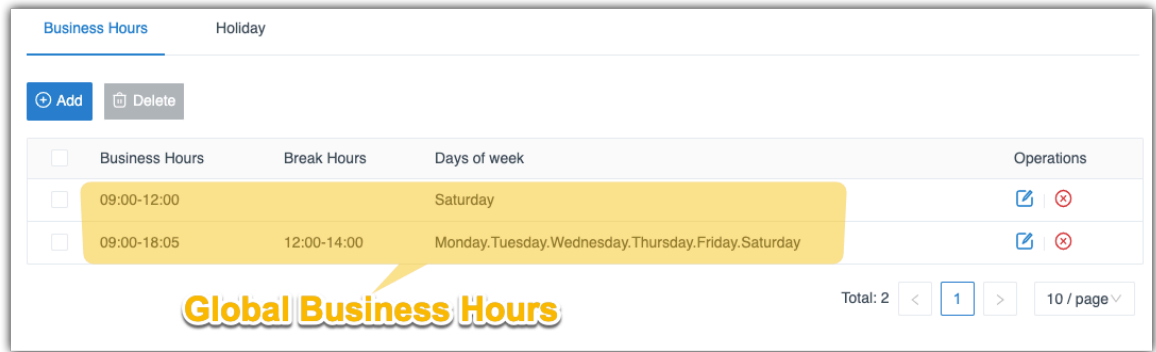 Business Hours Holiday
Add Delete
Business Hours Break Hours Days of week Operations
09:00-12:00 Saturday
09:00-18:05 12:00-14:00 Monday.Tuesday.Wednesday.Thursday.Friday.Saturday
Total: 2 < 1 > 10 / page
Global Business Hours